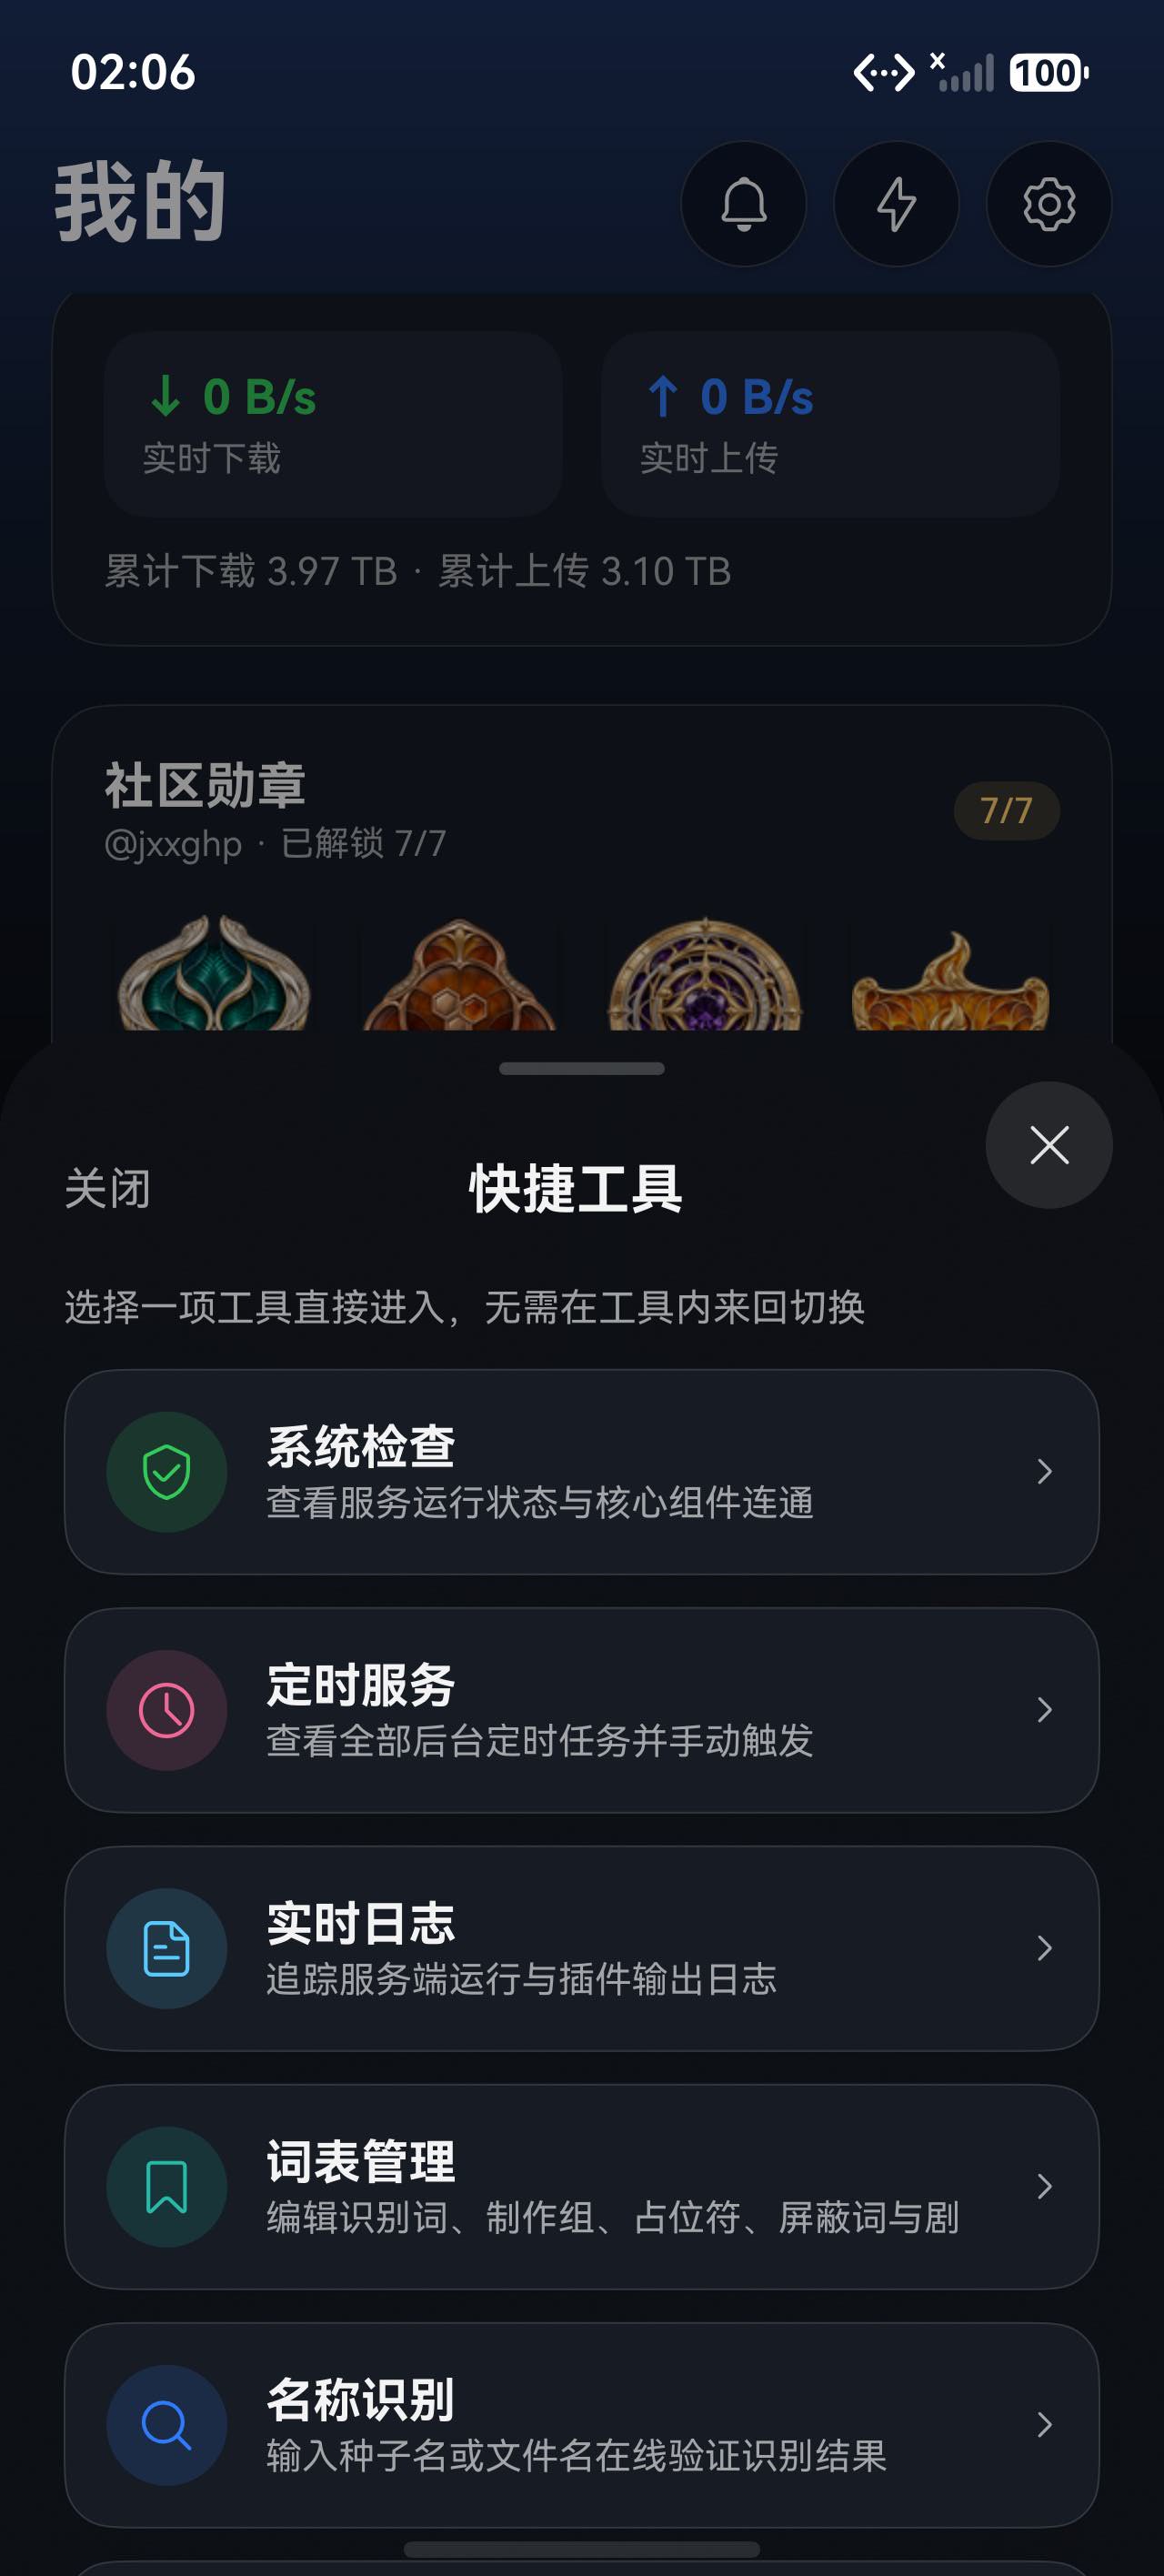 02:06
100
我的
↓ 0 B/s
↑ 0 B/s
实时下载
实时上传
累计下载 3.97 TB · 累计上传 3.10 TB
社区勋章
7/7
@jxxghp · 已解锁 7/7
关闭
快捷工具
选择一项工具直接进入，无需在工具内来回切换
系统检查
查看服务运行状态与核心组件连通
定时服务
查看全部后台定时任务并手动触发
实时日志
追踪服务端运行与插件输出日志
词表管理
编辑识别词、制作组、占位符、屏蔽词与剧
名称识别
输入种子名或文件名在线验证识别结果